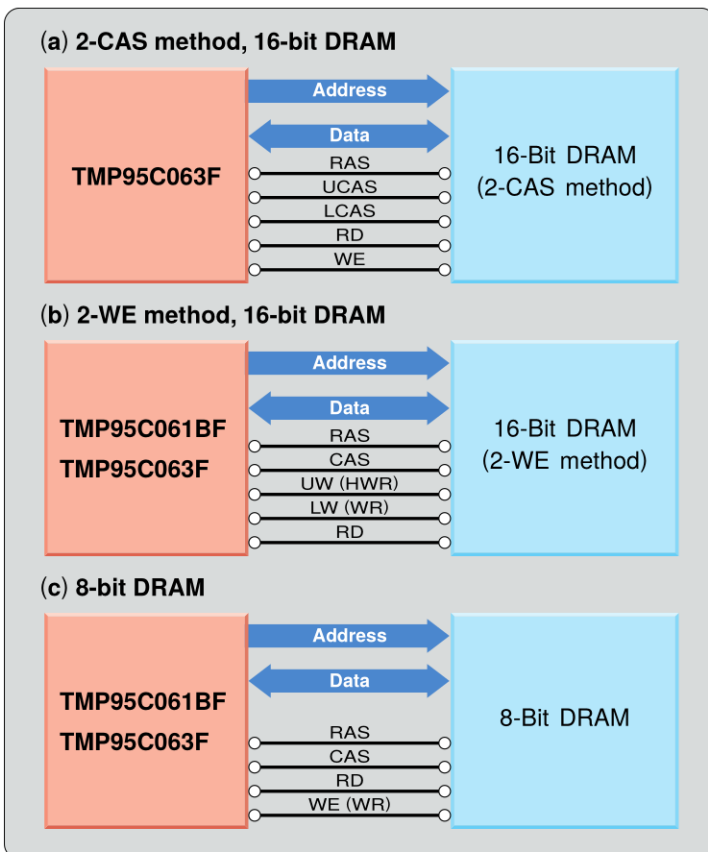 (a) 2-CAS method, 16-bit DRAM
Address
Data
TMP95C063F
RAS
UCAS
LCAS
RD
WE
16-Bit DRAM
(2-CAS method)
(b) 2-WE method, 16-bit DRAM
Address
Data
TMP95C061BF
TMP95C063F
RAS
CAS
UW (HWR)
LW (WR)
RD
16-Bit DRAM
(2-WE method)
(c) 8-bit DRAM
Address
Data
TMP95C061BF
TMP95C063F
RAS
CAS
RD
WE (WR)
8-Bit DRAM